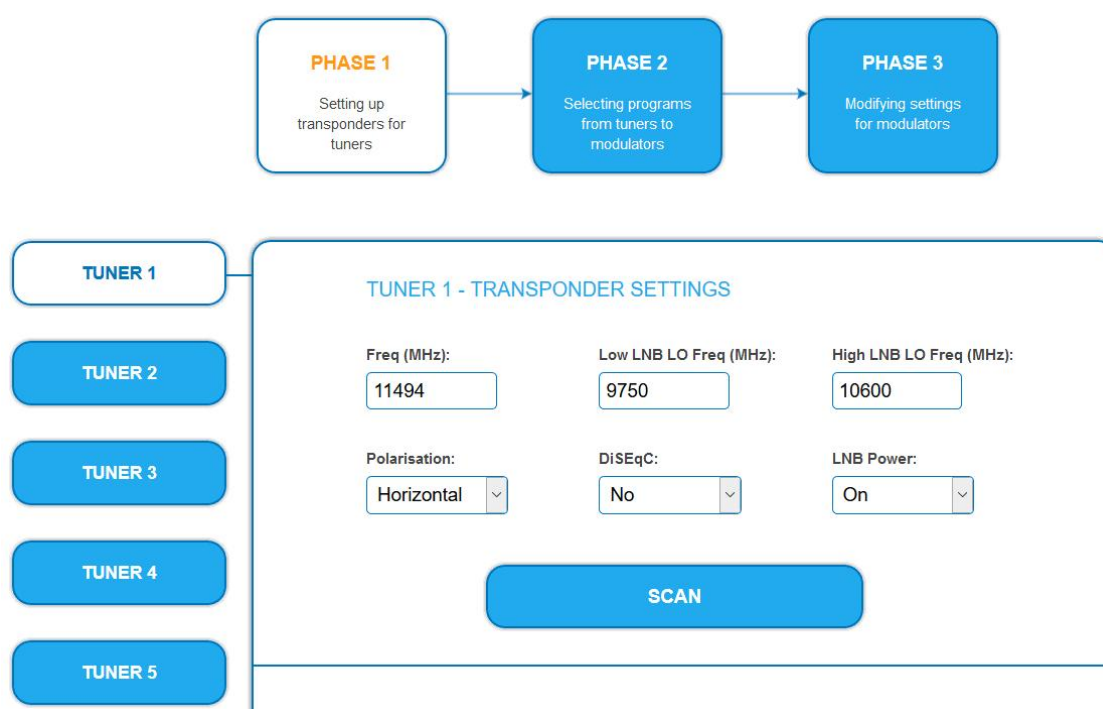 PHASE 1
Setting up
transponders for
tuners
PHASE 2
Selecting programs
from tuners to
modulators
PHASE 3
Modifying settings
for modulators
TUNER 1
TUNER 2
TUNER 3
TUNER 4
TUNER 5
TUNER 1 - TRANSPONDER SETTINGS
Freq (MHz): Low LNB LO Freq (MHz): High LNB LO Freq (MHz):
11494 9750 10600
Polarisation: DiSEqC: LNB Power:
Horizontal No On
SCAN